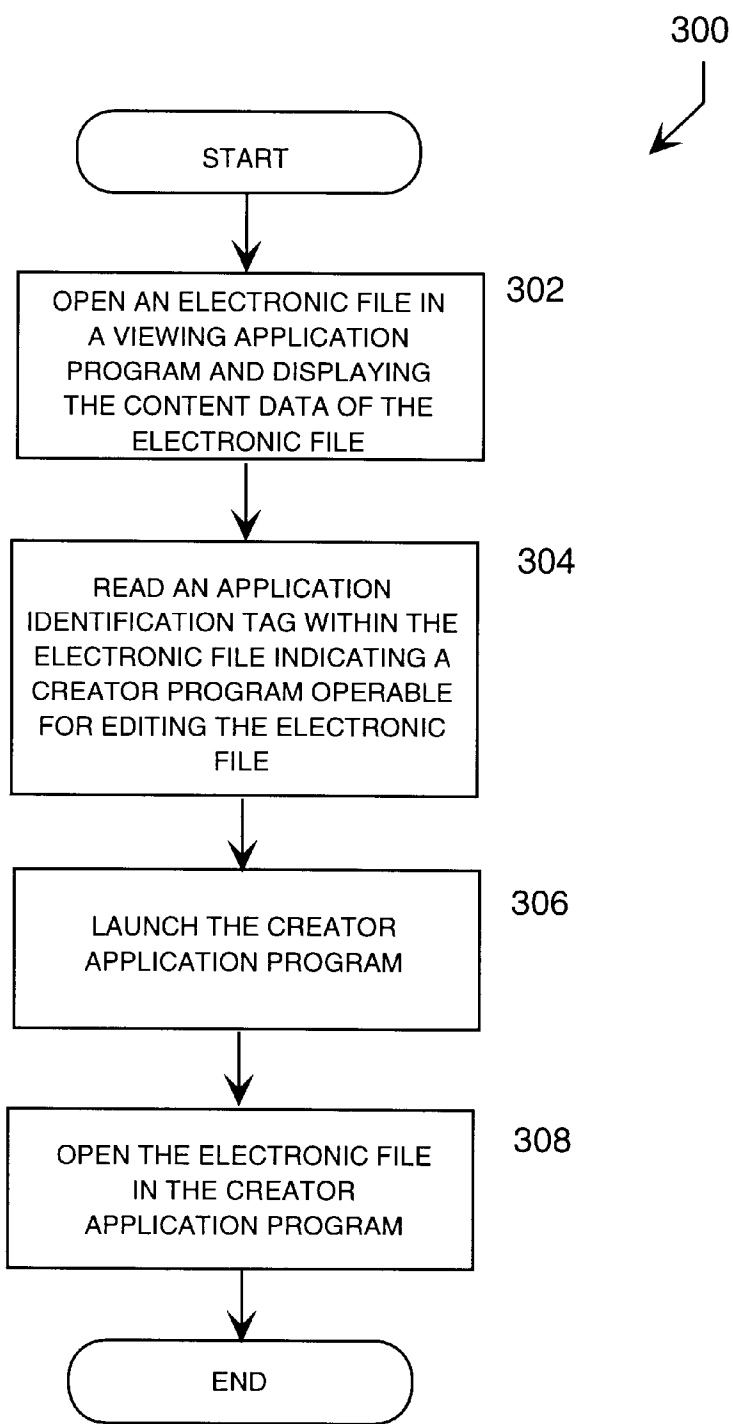 300
START
302
OPEN AN ELECTRONIC FILE IN
A VIEWING APPLICATION
PROGRAM AND DISPLAYING
THE CONTENT DATA OF THE
ELECTRONIC FILE
304
READ AN APPLICATION
IDENTIFICATION TAG WITHIN THE
ELECTRONIC FILE INDICATING A
CREATOR PROGRAM OPERABLE
FOR EDITING THE ELECTRONIC
FILE
306
LAUNCH THE CREATOR
APPLICATION PROGRAM
308
OPEN THE ELECTRONIC FILE
IN THE CREATOR
APPLICATION PROGRAM
END